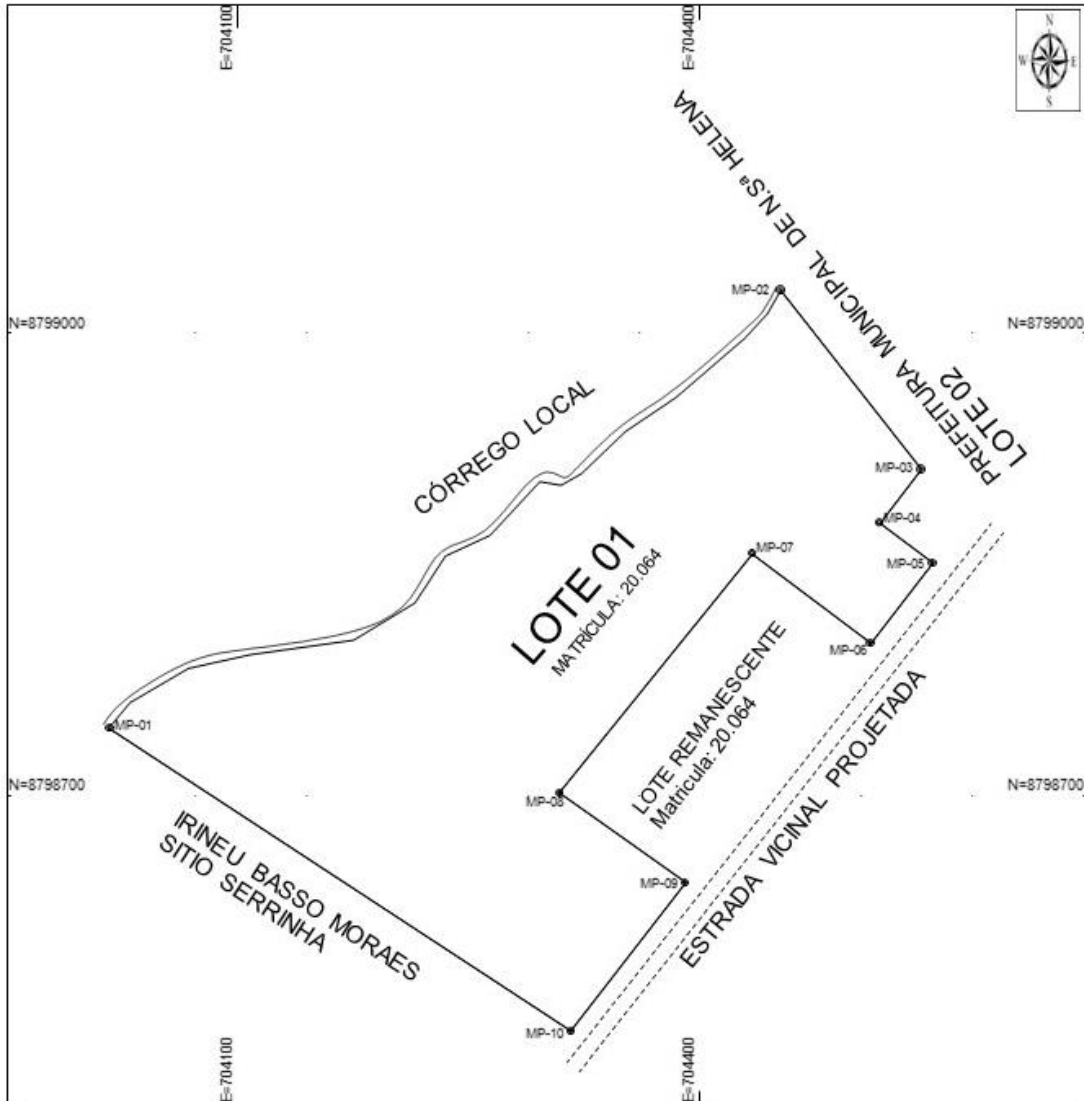 E=704100
E=704400
N
W
E
S
PREFEITURA MUNICIPAL DE N.Sª HELENA
LOTE 02
MP-02
N=8799000
N=8799000
CÓRREGO LOCAL
MP-03
MP-04
MP-05
MP-07
LOTE 01
MATRÍCULA: 20.064
MP-06
MP-01
LOTE REMANESCENTE
Matricula: 20.064
ESTRADA VICINAL PROJETADA
N=8798700
N=8798700
MP-08
IRINEU BASSO MORAES
SITIO SERRINHA
MP-09
MP-10
E=704100
E=704400